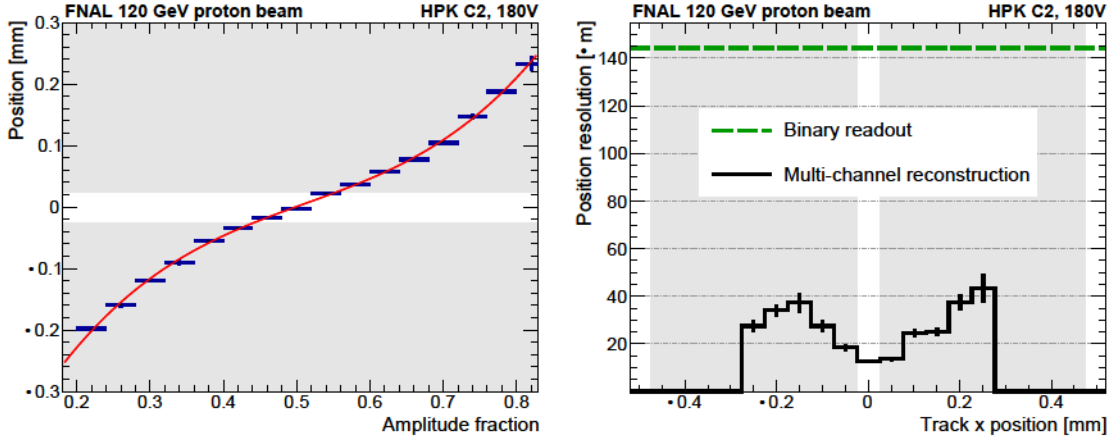 FNAL 120 GeV proton beam HPK C2, 180V
Position [mm]
0.3
0.2
0.1
0
•0.1
•0.2
•0.3
0.2 0.3 0.4 0.5 0.6 0.7 0.8
Amplitude fraction
FNAL 120 GeV proton beam HPK C2, 180V
Position resolution [• m]
140
120
100
80
60
40
20
Binary readout
Multi-channel reconstruction
•0.4 •0.2 0 0.2 0.4
Track x position [mm]